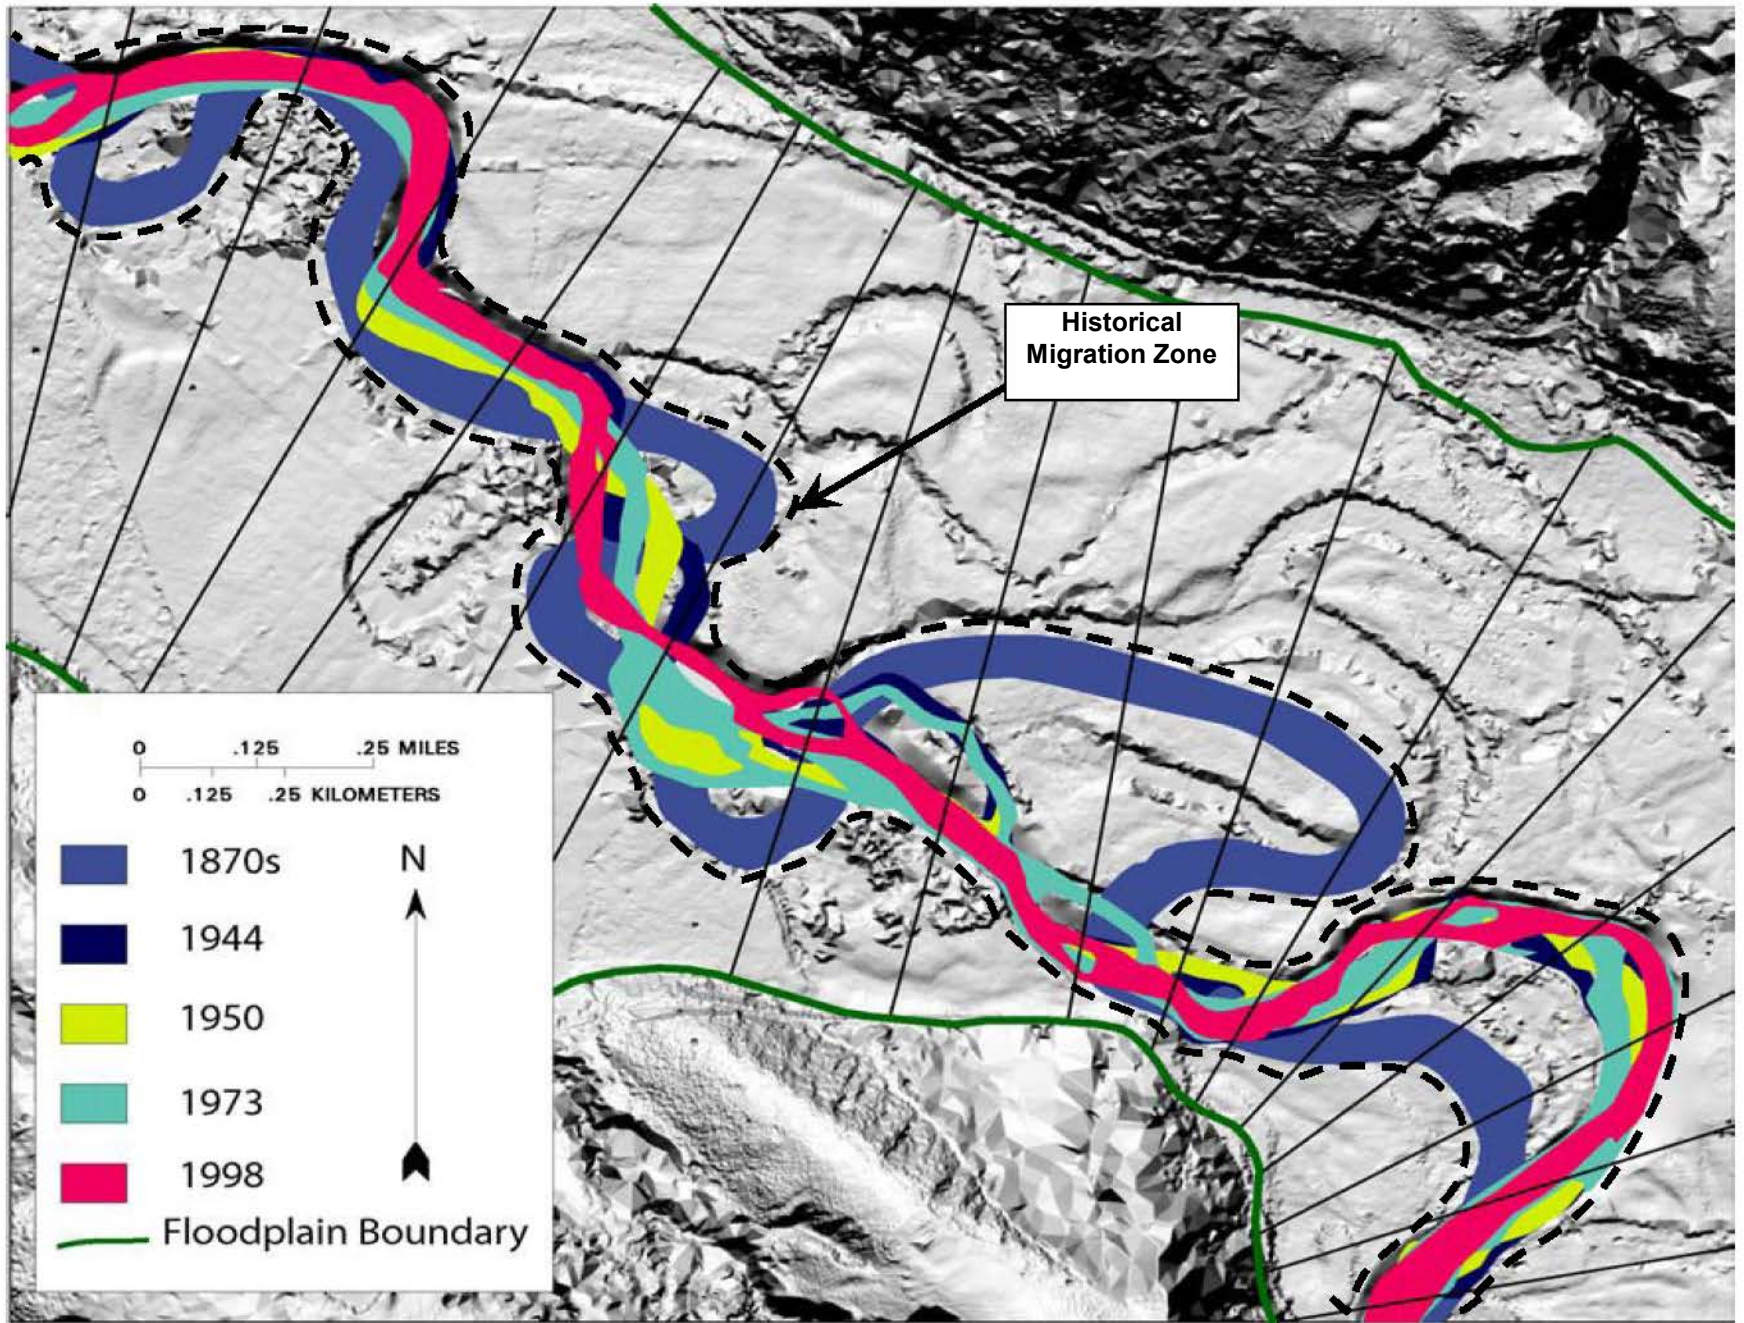 Historical
Migration Zone
0 .125 .25 MILES
0 .125 .25 KILOMETERS
1870s
N
1944
1950
1973
1998
Floodplain Boundary